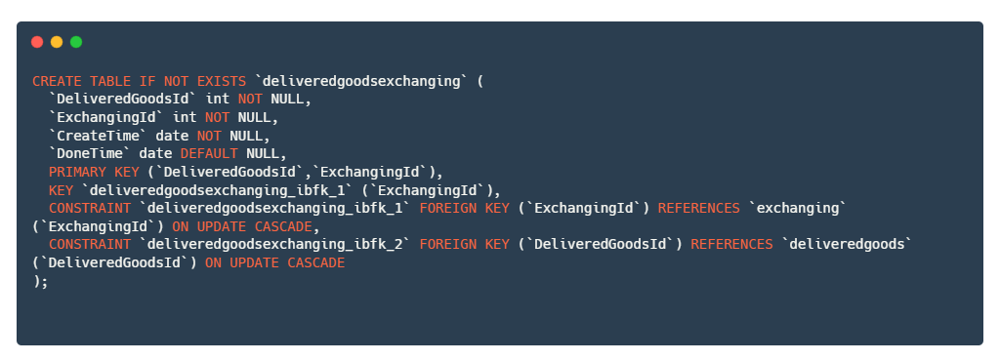 CREATE TABLE IF NOT EXISTS `deliveredgoodsexchanging` (
  `DeliveredGoodsId` int NOT NULL,
  `ExchangingId` int NOT NULL,
  `CreateTime` date NOT NULL,
  `DoneTime` date DEFAULT NULL,
  PRIMARY KEY (`DeliveredGoodsId`,`ExchangingId`),
  KEY `deliveredgoodsexchanging_ibfk_1` (`ExchangingId`),
  CONSTRAINT `deliveredgoodsexchanging_ibfk_1` FOREIGN KEY (`ExchangingId`) REFERENCES `exchanging`
(`ExchangingId`) ON UPDATE CASCADE,
  CONSTRAINT `deliveredgoodsexchanging_ibfk_2` FOREIGN KEY (`DeliveredGoodsId`) REFERENCES `deliveredgoods`
(`DeliveredGoodsId`) ON UPDATE CASCADE
);